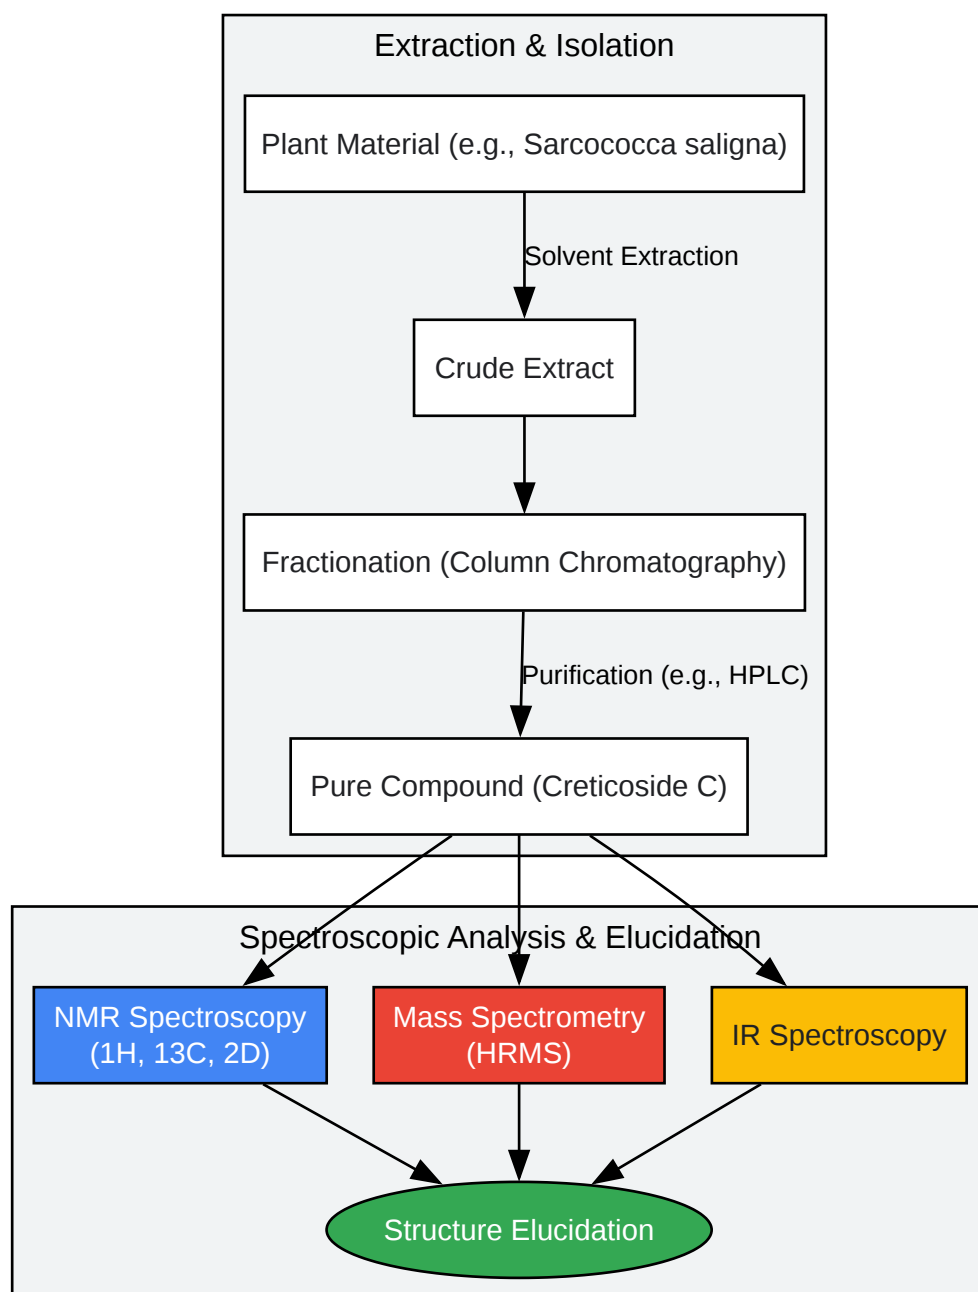 Extraction & Isolation
Plant Material (e.g., Sarcococca saligna)
Solvent Extraction
Crude Extract
Fractionation (Column Chromatography)
Purification (e.g., HPLC)
Pure Compound (Creticoside C)
Spectroscopic Analysis & Elucidation
NMR Spectroscopy
(1H, 13C, 2D)
Mass Spectrometry
(HRMS)
IR Spectroscopy
Structure Elucidation